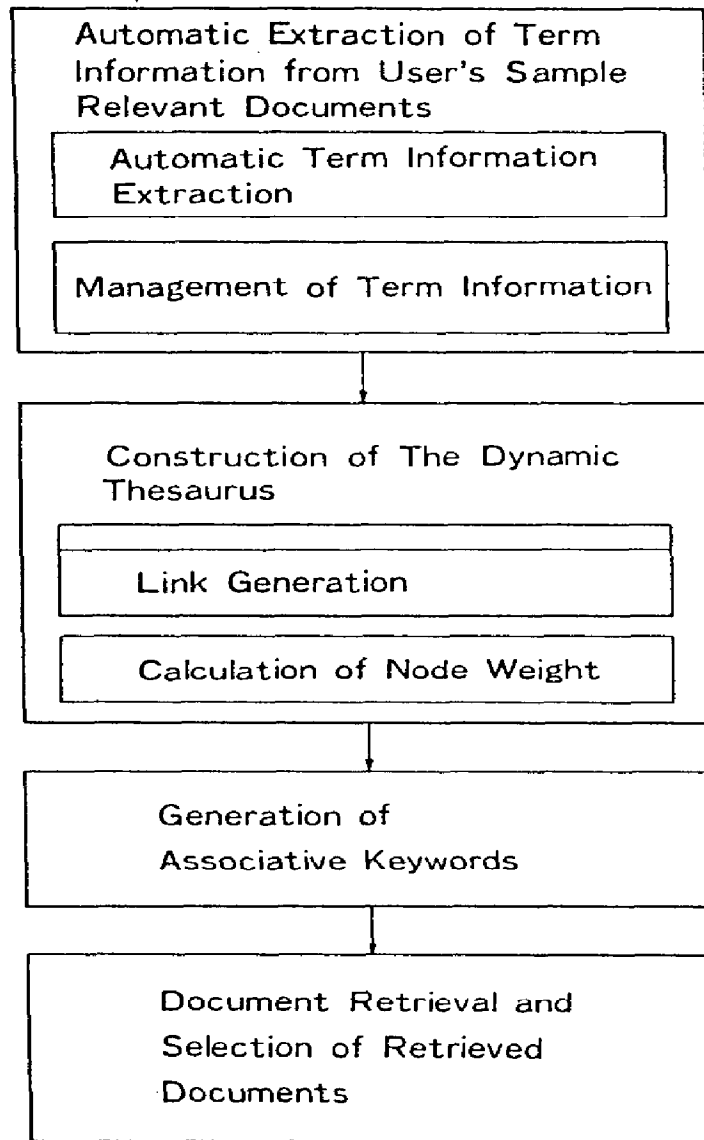 Automatic Extraction of Term
Information from User's Sample
Relevant Documents
Automatic Term Information
Extraction
Management of Term Information
Construction of The Dynamic
Thesaurus
Link Generation
Calculation of Node Weight
Generation of
Associative Keywords
Document Retrieval and
Selection of Retrieved
Documents